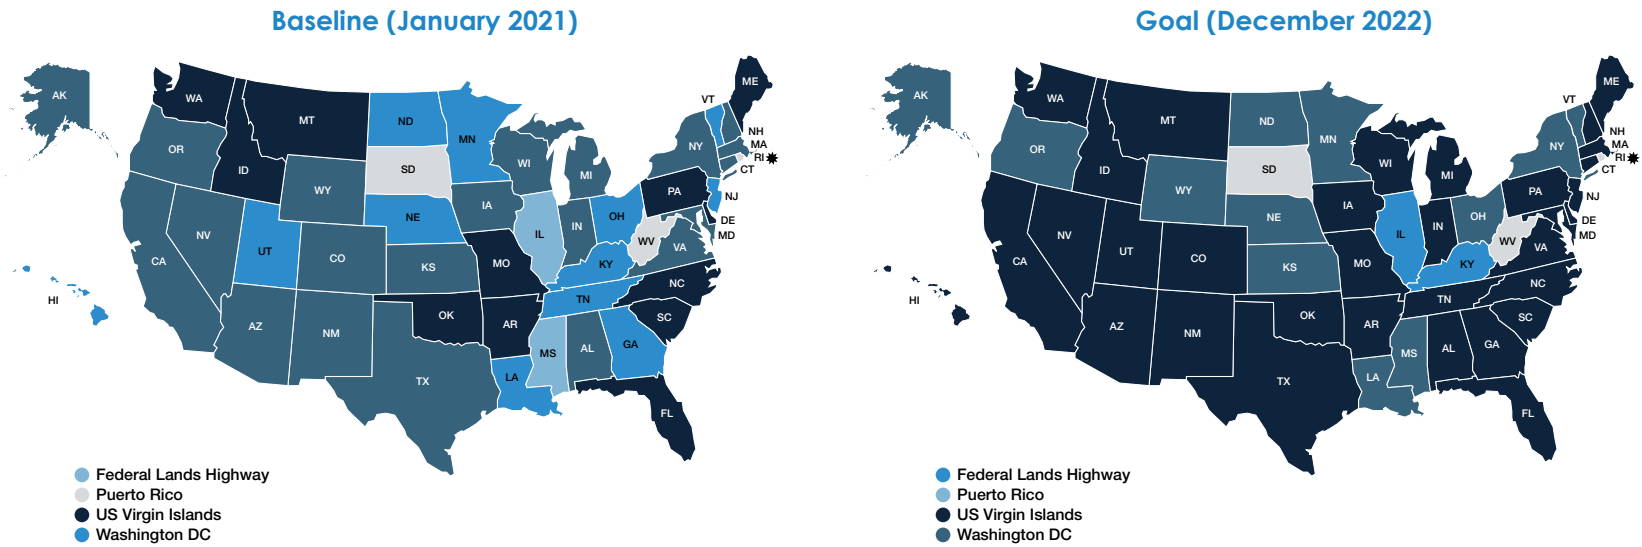 Baseline (January 2021)
AK
WA
MT
ND
MN
VT
ME
NH
MA
RI
CT
OR
ID
WY
SD
WI
MI
NY
PA
NJ
DE
MD
NV
UT
CO
NE
IA
IL
IN
OH
WV
VA
CA
KS
MO
KY
NC
TN
SC
HI
AZ
NM
OK
AR
MS
AL
GA
TX
LA
FL
Federal Lands Highway
Puerto Rico
US Virgin Islands
Washington DC
Goal (December 2022)
AK
WA
MT
ND
MN
VT
ME
NH
MA
RI
CT
OR
ID
WY
SD
WI
MI
NY
PA
NJ
DE
MD
NV
UT
CO
NE
IA
IL
IN
OH
WV
VA
CA
KS
MO
KY
NC
TN
SC
HI
AZ
NM
OK
AR
MS
AL
GA
TX
LA
FL
Federal Lands Highway
Puerto Rico
US Virgin Islands
Washington DC